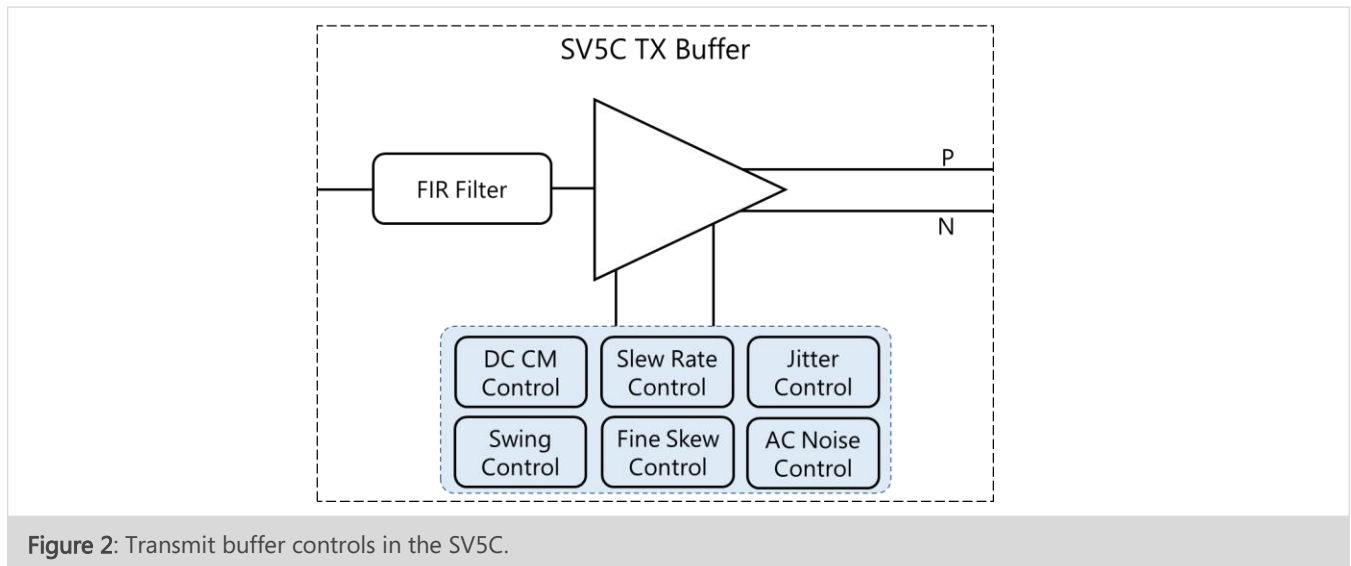 SV5C TX Buffer
FIR Filter
P
N
DC CM
Control
Slew Rate
Control
Jitter
Control
Swing
Control
Fine Skew
Control
AC Noise
Control
Figure 2: Transmit buffer controls in the SV5C.